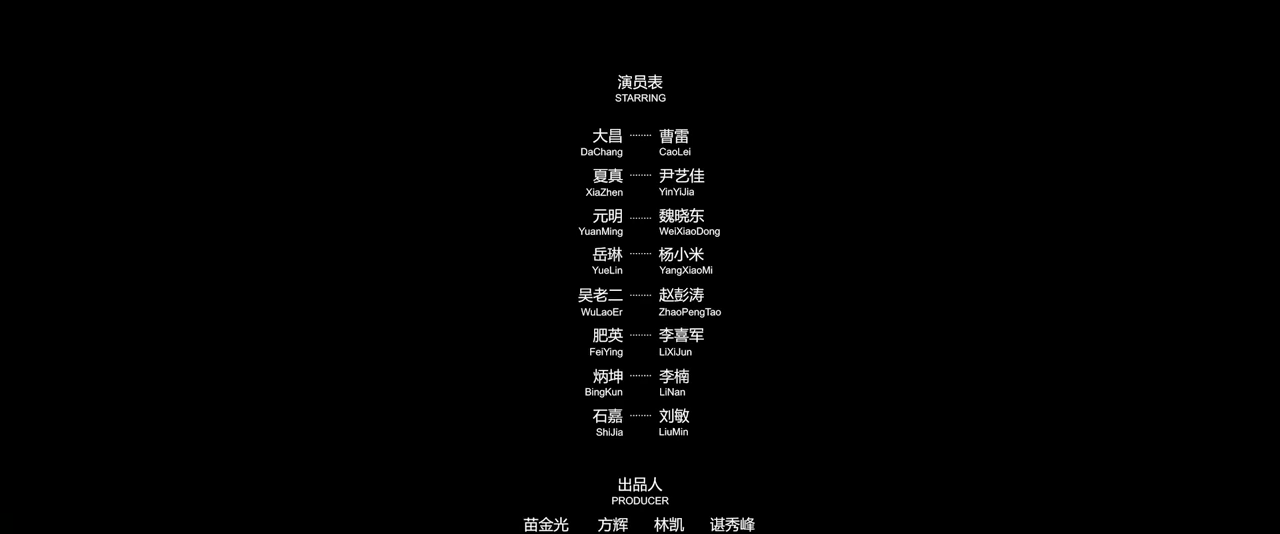 演员表
STARRING
大昌 ........ 曹雷
DaChang CaoLei
夏真 ........ 尹艺佳
XiaZhen YinYiJia
元明 ........ 魏晓东
YuanMing WeiXiaoDong
岳琳 ........ 杨小米
YueLin YangXiaoMi
吴老二 ........ 赵彭涛
WuLaoEr ZhaoPengTao
肥英 ........ 李喜军
FeiYing LiXiJun
炳坤 ........ 李楠
BingKun LiNan
石嘉 ........ 刘敏
ShiJia LiuMin
出品人
PRODUCER
苗金光 方辉 林凯 谌秀峰